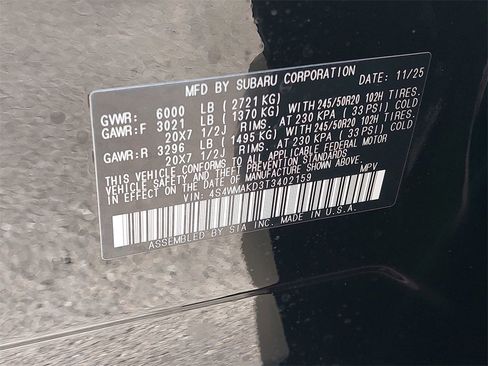 MFD BY SUBARU CORPORATION DATE: 11/25
GVWR: 6000 LB ( 2721 KG)
GAWR:F 3021 LB ( 1370 KG) WITH 245/50R20 102H TIRES.
20X7 1/2J RIMS. AT 230 KPA ( 33 PSI) COLD
GAWR:R 3296 LB ( 1495 KG) WITH 245/50R20 102H TIRES.
20X7 1/2J RIMS. AT 230 KPA ( 33 PSI) COLD
THIS VEHICLE CONFORMS TO ALL APPLICABLE FEDERAL MOTOR
VEHICLE SAFETY STANDARDS IN EFFECT ON THE
DATE OF MANUFACTURE SHOWN ABOVE.
VIN: 4S4WMAKD3T3402159 MPV
ASSEMBLED BY SIA INC. MADE IN U.S.A.